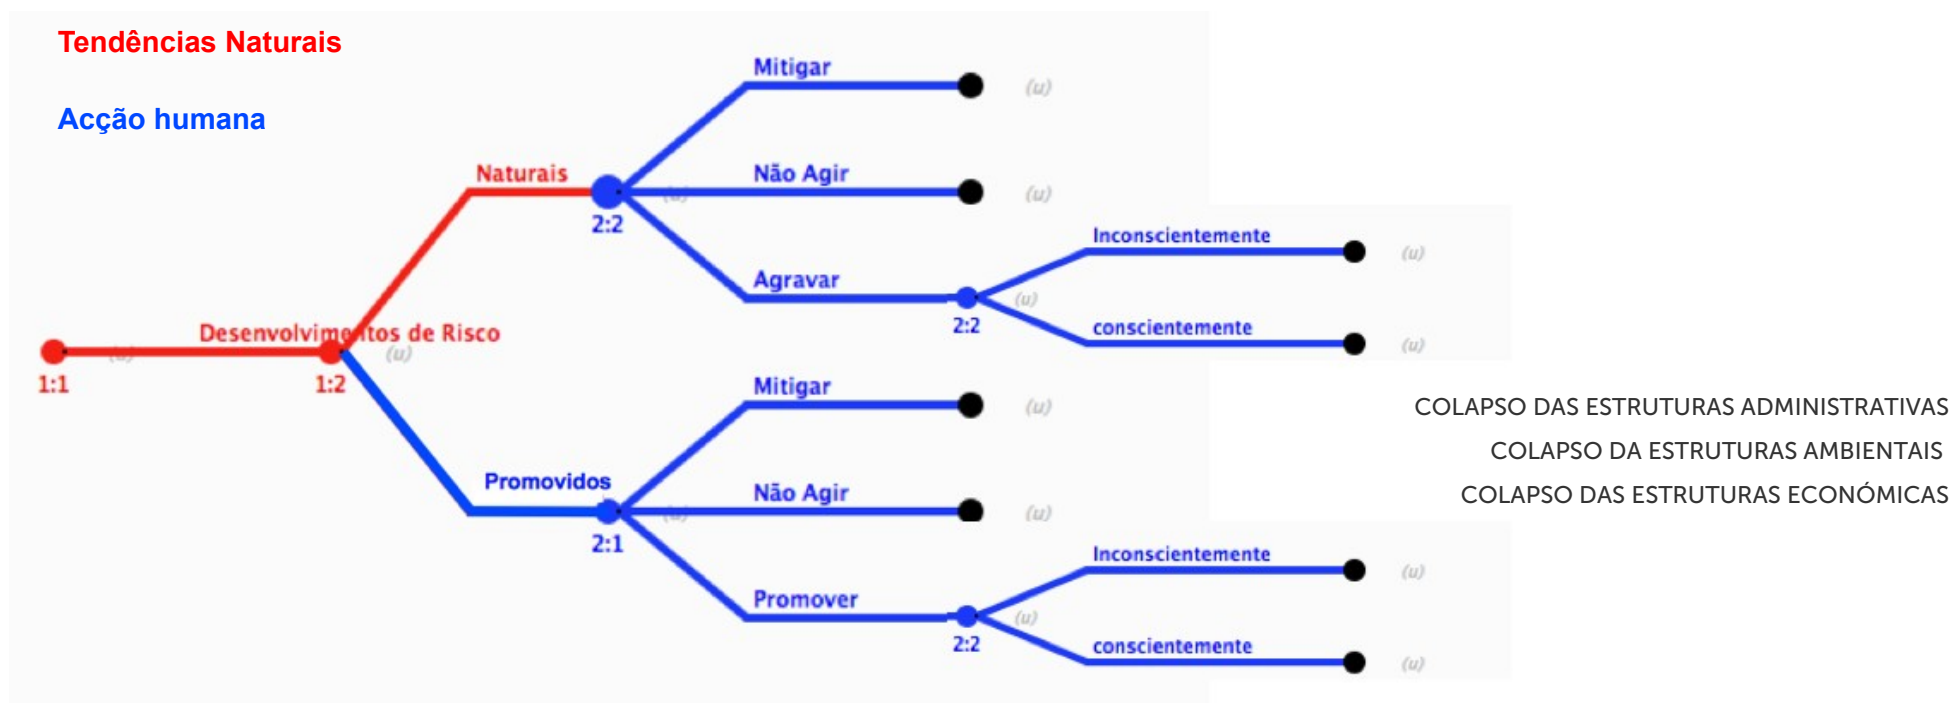 Tendências Naturais
Acção humana
Mitigar
(u)
Naturais
Não Agir
(u)
(u)
2:2
Inconscientemente
(u)
Agravar
(u)
2:2
conscientemente
(u)
Desenvolvimentos de Risco
(u)
(u)
1:1
1:2
Mitigar
(u)
COLAPSO DAS ESTRUTURAS ADMINISTRATIVAS
COLAPSO DA ESTRUTURAS AMBIENTAIS
COLAPSO DAS ESTRUTURAS ECONÓMICAS
Promovidos
Não Agir
(u)
(u)
2:1
Inconscientemente
(u)
Promover
(u)
2:2
conscientemente
(u)